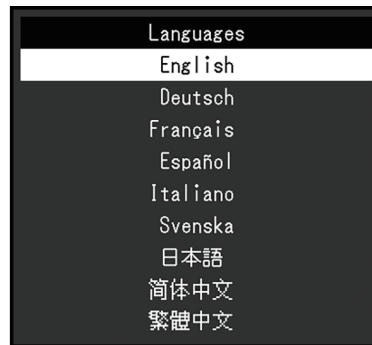 Languages
English
Deutsch
Français
Español
Italiano
Svenska
日本語
简体中文
繁體中文